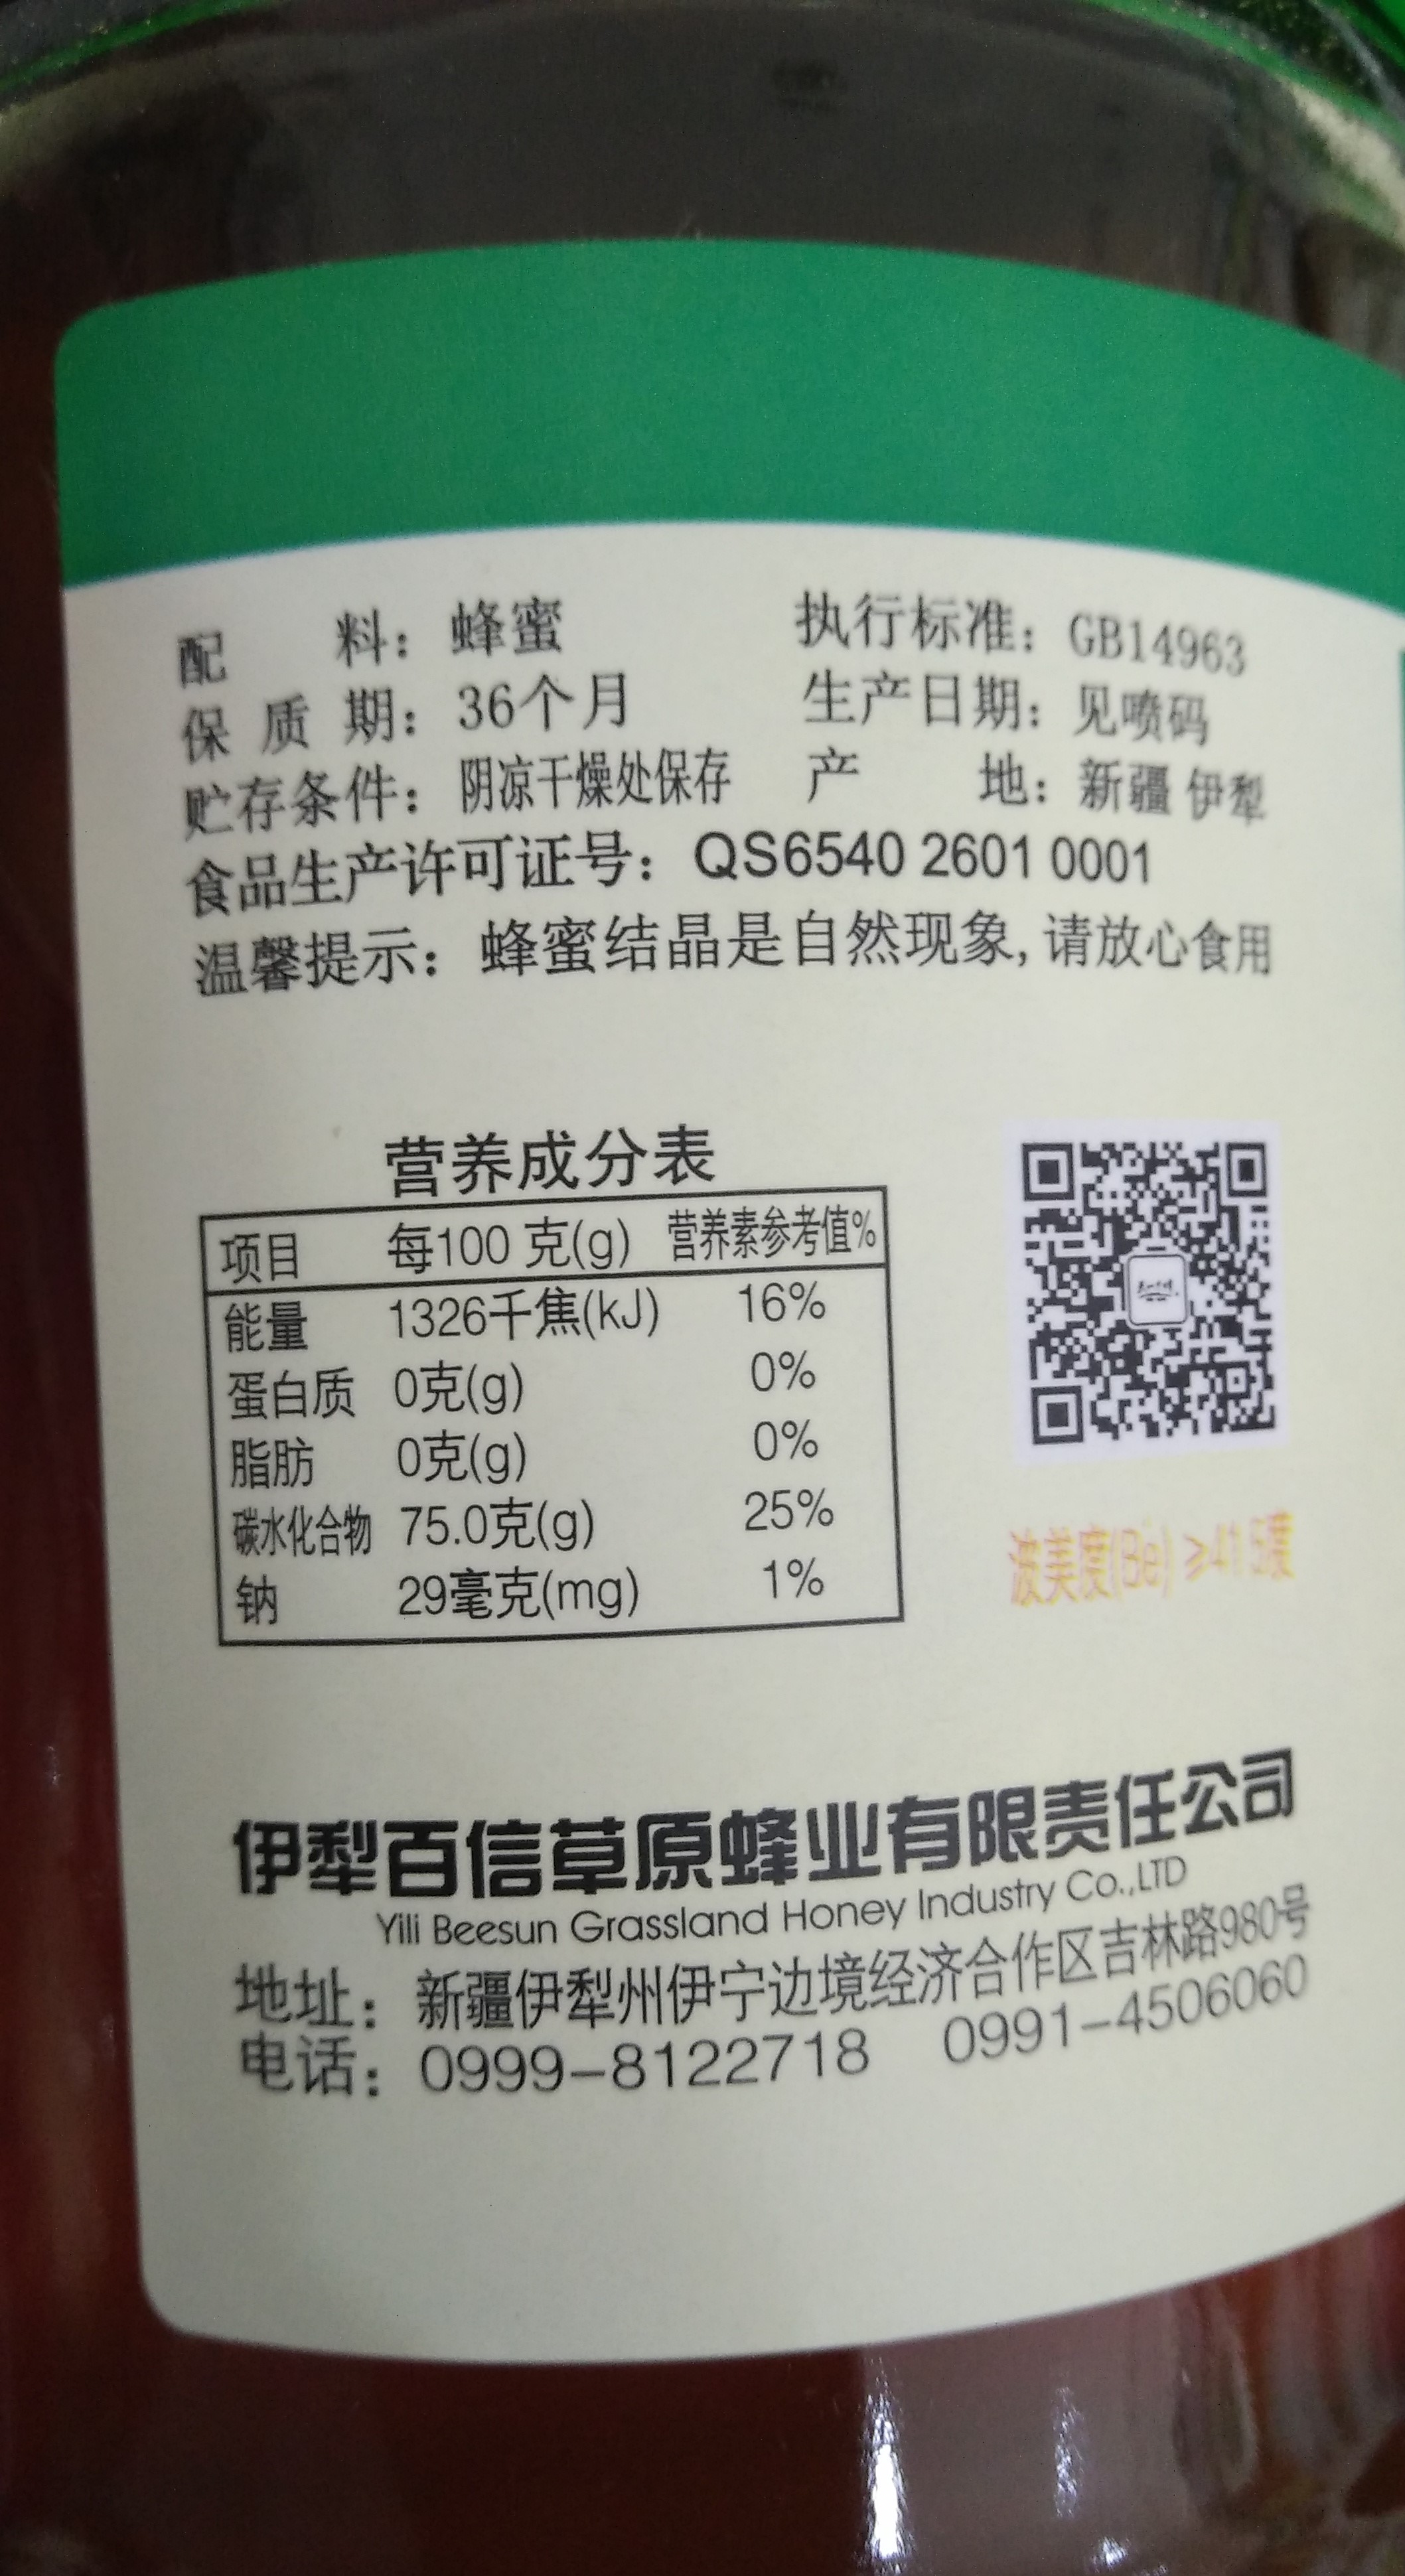 配 料：蜂蜜 执行标准：GB14963
保 质 期：36个月 生产日期：见喷码
贮存条件：阴凉干燥处保存 产 地：新疆 伊犁
食品生产许可证号：QS6540 2601 0001
温馨提示：蜂蜜结晶是自然现象,请放心食用
营养成分表
项目 每100 克(g) 营养素参考值%
能量 1326千焦(kJ) 16%
蛋白质 0克(g) 0%
脂肪 0克(g) 0%
碳水化合物 75.0克(g) 25%
钠 29毫克(mg) 1%
波美度(Be) ≥41.5
伊犁百信草原蜂业有限责任公司
Yili Beesun Grassland Honey Industry Co.,LTD
地址：新疆伊犁州伊宁边境经济合作区吉林路980号
电话：0999-8122718 0991-4506060